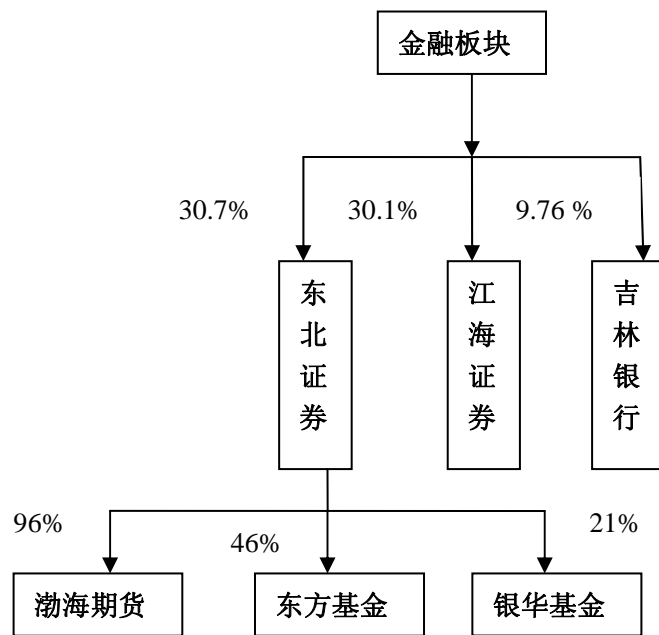 金融板块
30.7%
30.1%
9.76 %
东北证券
江海证券
吉林银行
96%
46%
21%
渤海期货
东方基金
银华基金